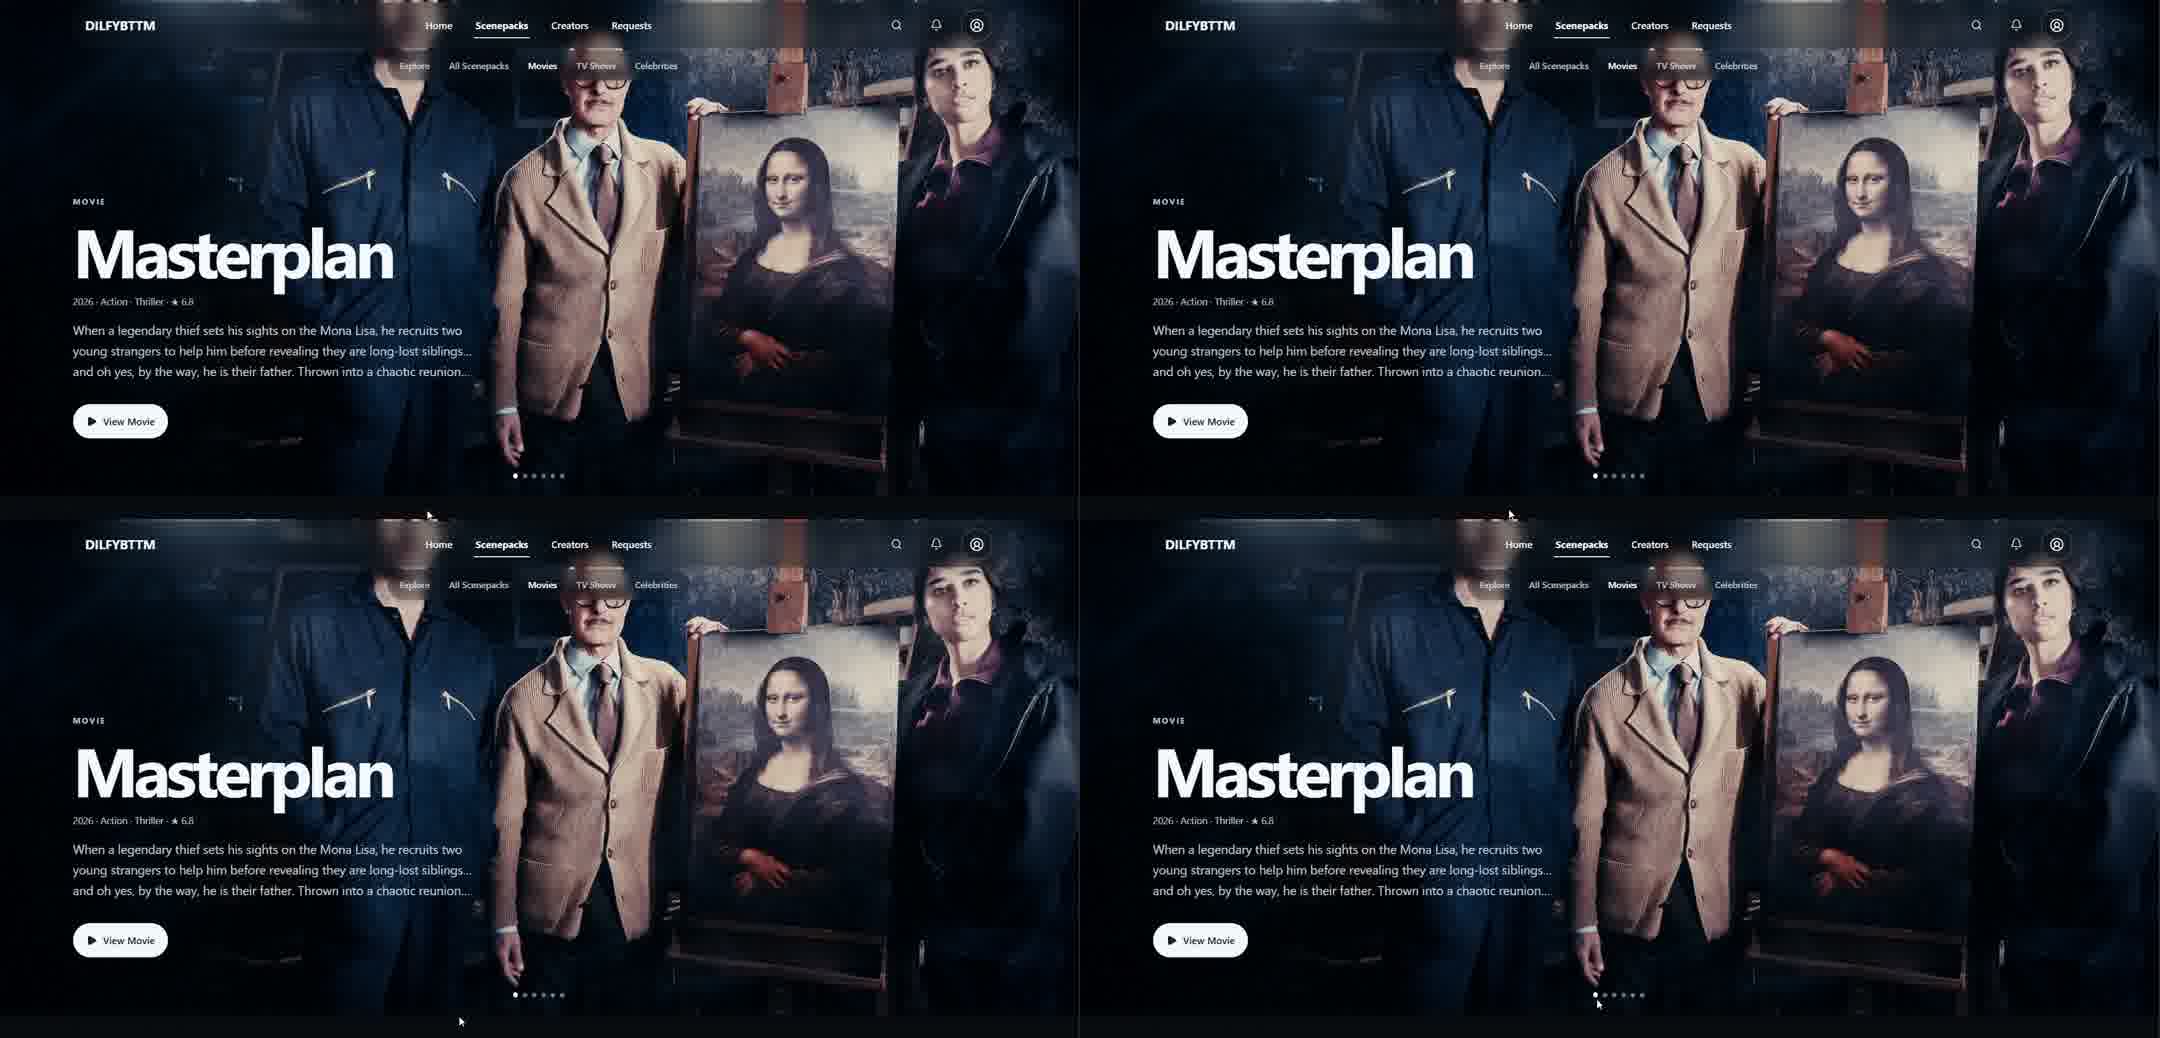 DILFYBTTM Home Scenepacks Creators Requests
Explore All Scenepacks Movies TV Shows Celebrities
MOVIE
Masterplan
2026 · Action · Thriller · ★ 6.8
When a legendary thief sets his sights on the Mona Lisa, he recruits two
young strangers to help him before revealing they are long-lost siblings...
and oh yes, by the way, he is their father. Thrown into a chaotic reunion...
View Movie
DILFYBTTM Home Scenepacks Creators Requests
Explore All Scenepacks Movies TV Shows Celebrities
MOVIE
Masterplan
2026 · Action · Thriller · ★ 6.8
When a legendary thief sets his sights on the Mona Lisa, he recruits two
young strangers to help him before revealing they are long-lost siblings...
and oh yes, by the way, he is their father. Thrown into a chaotic reunion...
View Movie
DILFYBTTM Home Scenepacks Creators Requests
Explore All Scenepacks Movies TV Shows Celebrities
MOVIE
Masterplan
2026 · Action · Thriller · ★ 6.8
When a legendary thief sets his sights on the Mona Lisa, he recruits two
young strangers to help him before revealing they are long-lost siblings...
and oh yes, by the way, he is their father. Thrown into a chaotic reunion...
View Movie
DILFYBTTM Home Scenepacks Creators Requests
Explore All Scenepacks Movies TV Shows Celebrities
MOVIE
Masterplan
2026 · Action · Thriller · ★ 6.8
When a legendary thief sets his sights on the Mona Lisa, he recruits two
young strangers to help him before revealing they are long-lost siblings...
and oh yes, by the way, he is their father. Thrown into a chaotic reunion...
View Movie